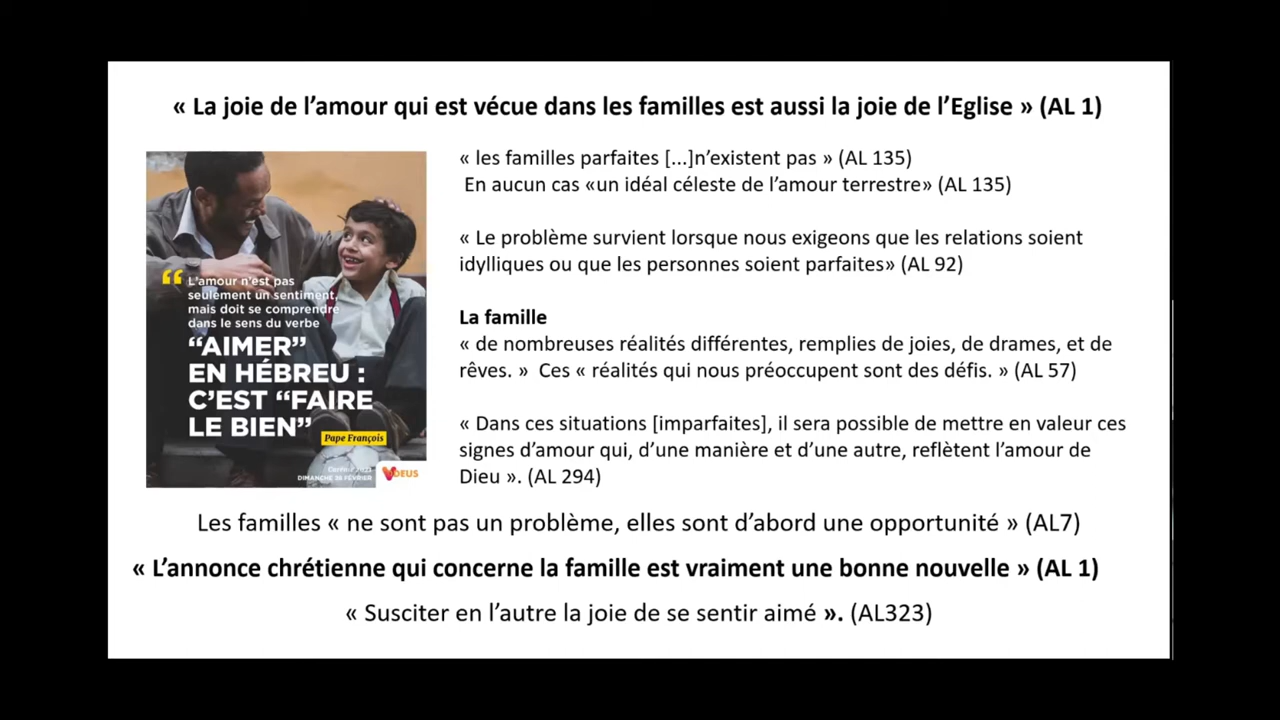 « La joie de l’amour qui est vécue dans les familles est aussi la joie de l’Eglise » (AL 1)
« les familles parfaites [...]n’existent pas » (AL 135)
En aucun cas «un idéal céleste de l’amour terrestre» (AL 135)
« Le problème survient lorsque nous exigeons que les relations soient
idylliques ou que les personnes soient parfaites» (AL 92)
La famille
« de nombreuses réalités différentes, remplies de joies, de drames, et de
rêves. » Ces « réalités qui nous préoccupent sont des défis. » (AL 57)
« Dans ces situations [imparfaites], il sera possible de mettre en valeur ces
signes d’amour qui, d’une manière et d’une autre, reflètent l’amour de
Dieu ». (AL 294)
“ L’amour n’est pas
seulement un sentiment,
mais doit se comprendre
dans le sens du verbe
“AIMER”
EN HÉBREU :
C’EST “FAIRE
LE BIEN”
Pape François
DIMANCHE FÉVRIER
Les familles « ne sont pas un problème, elles sont d’abord une opportunité » (AL7)
« L’annonce chrétienne qui concerne la famille est vraiment une bonne nouvelle » (AL 1)
« Susciter en l’autre la joie de se sentir aimé ». (AL323)